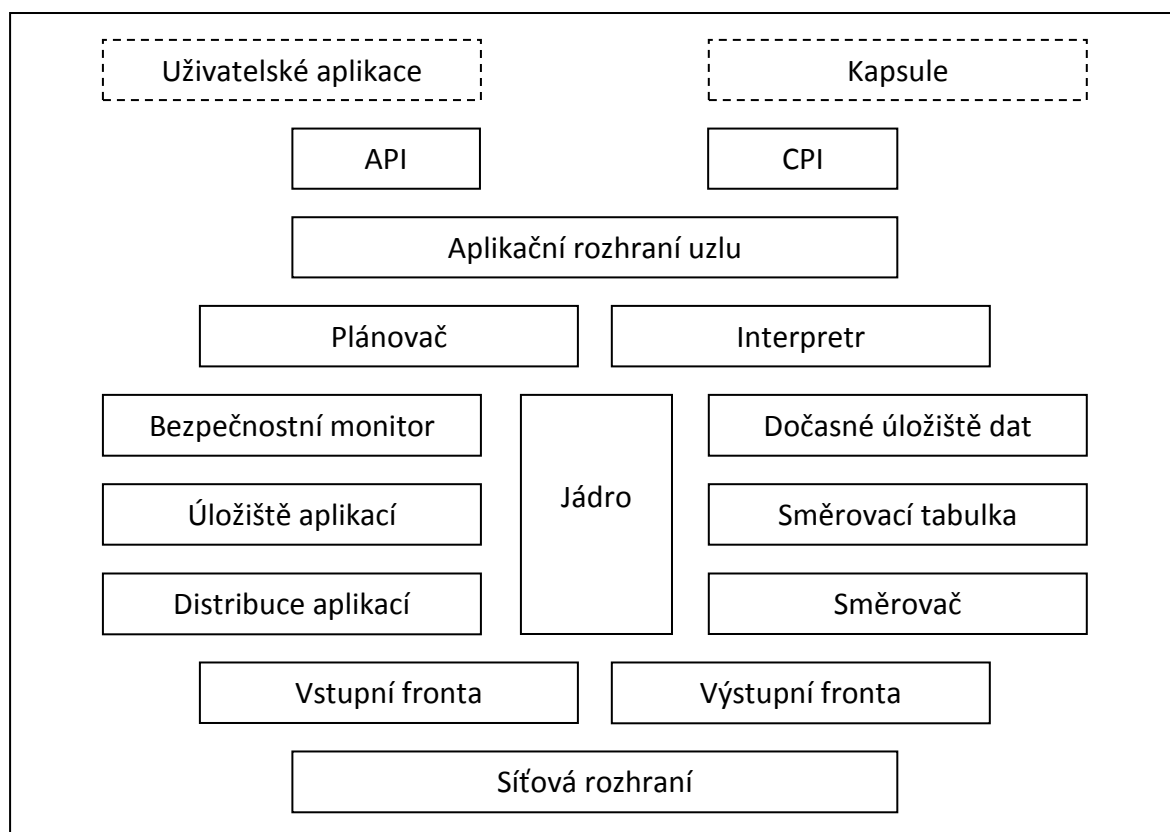 Uživatelské aplikace
Kapsule
API
CPI
Aplikační rozhraní uzlu
Plánovač
Interpretr
Bezpečnostní monitor
Dočasné úložiště dat
Jádro
Úložiště aplikací
Směrovací tabulka
Distribuce aplikací
Směrovač
Vstupní fronta
Výstupní fronta
Síťová rozhraní